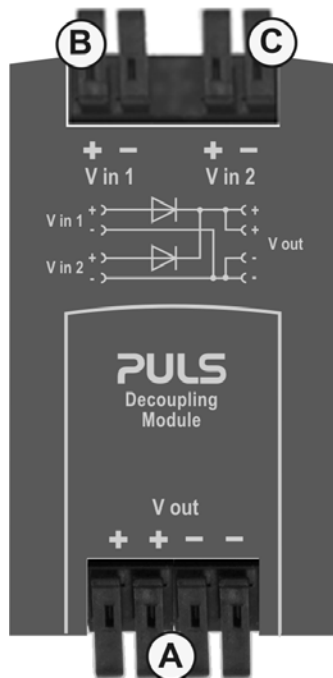 B C
+ - + -
V in 1 V in 2
V in 1 + - + + V out
V in 2 + - - -
PULS
Decoupling
Module
V out
+ + - -
A